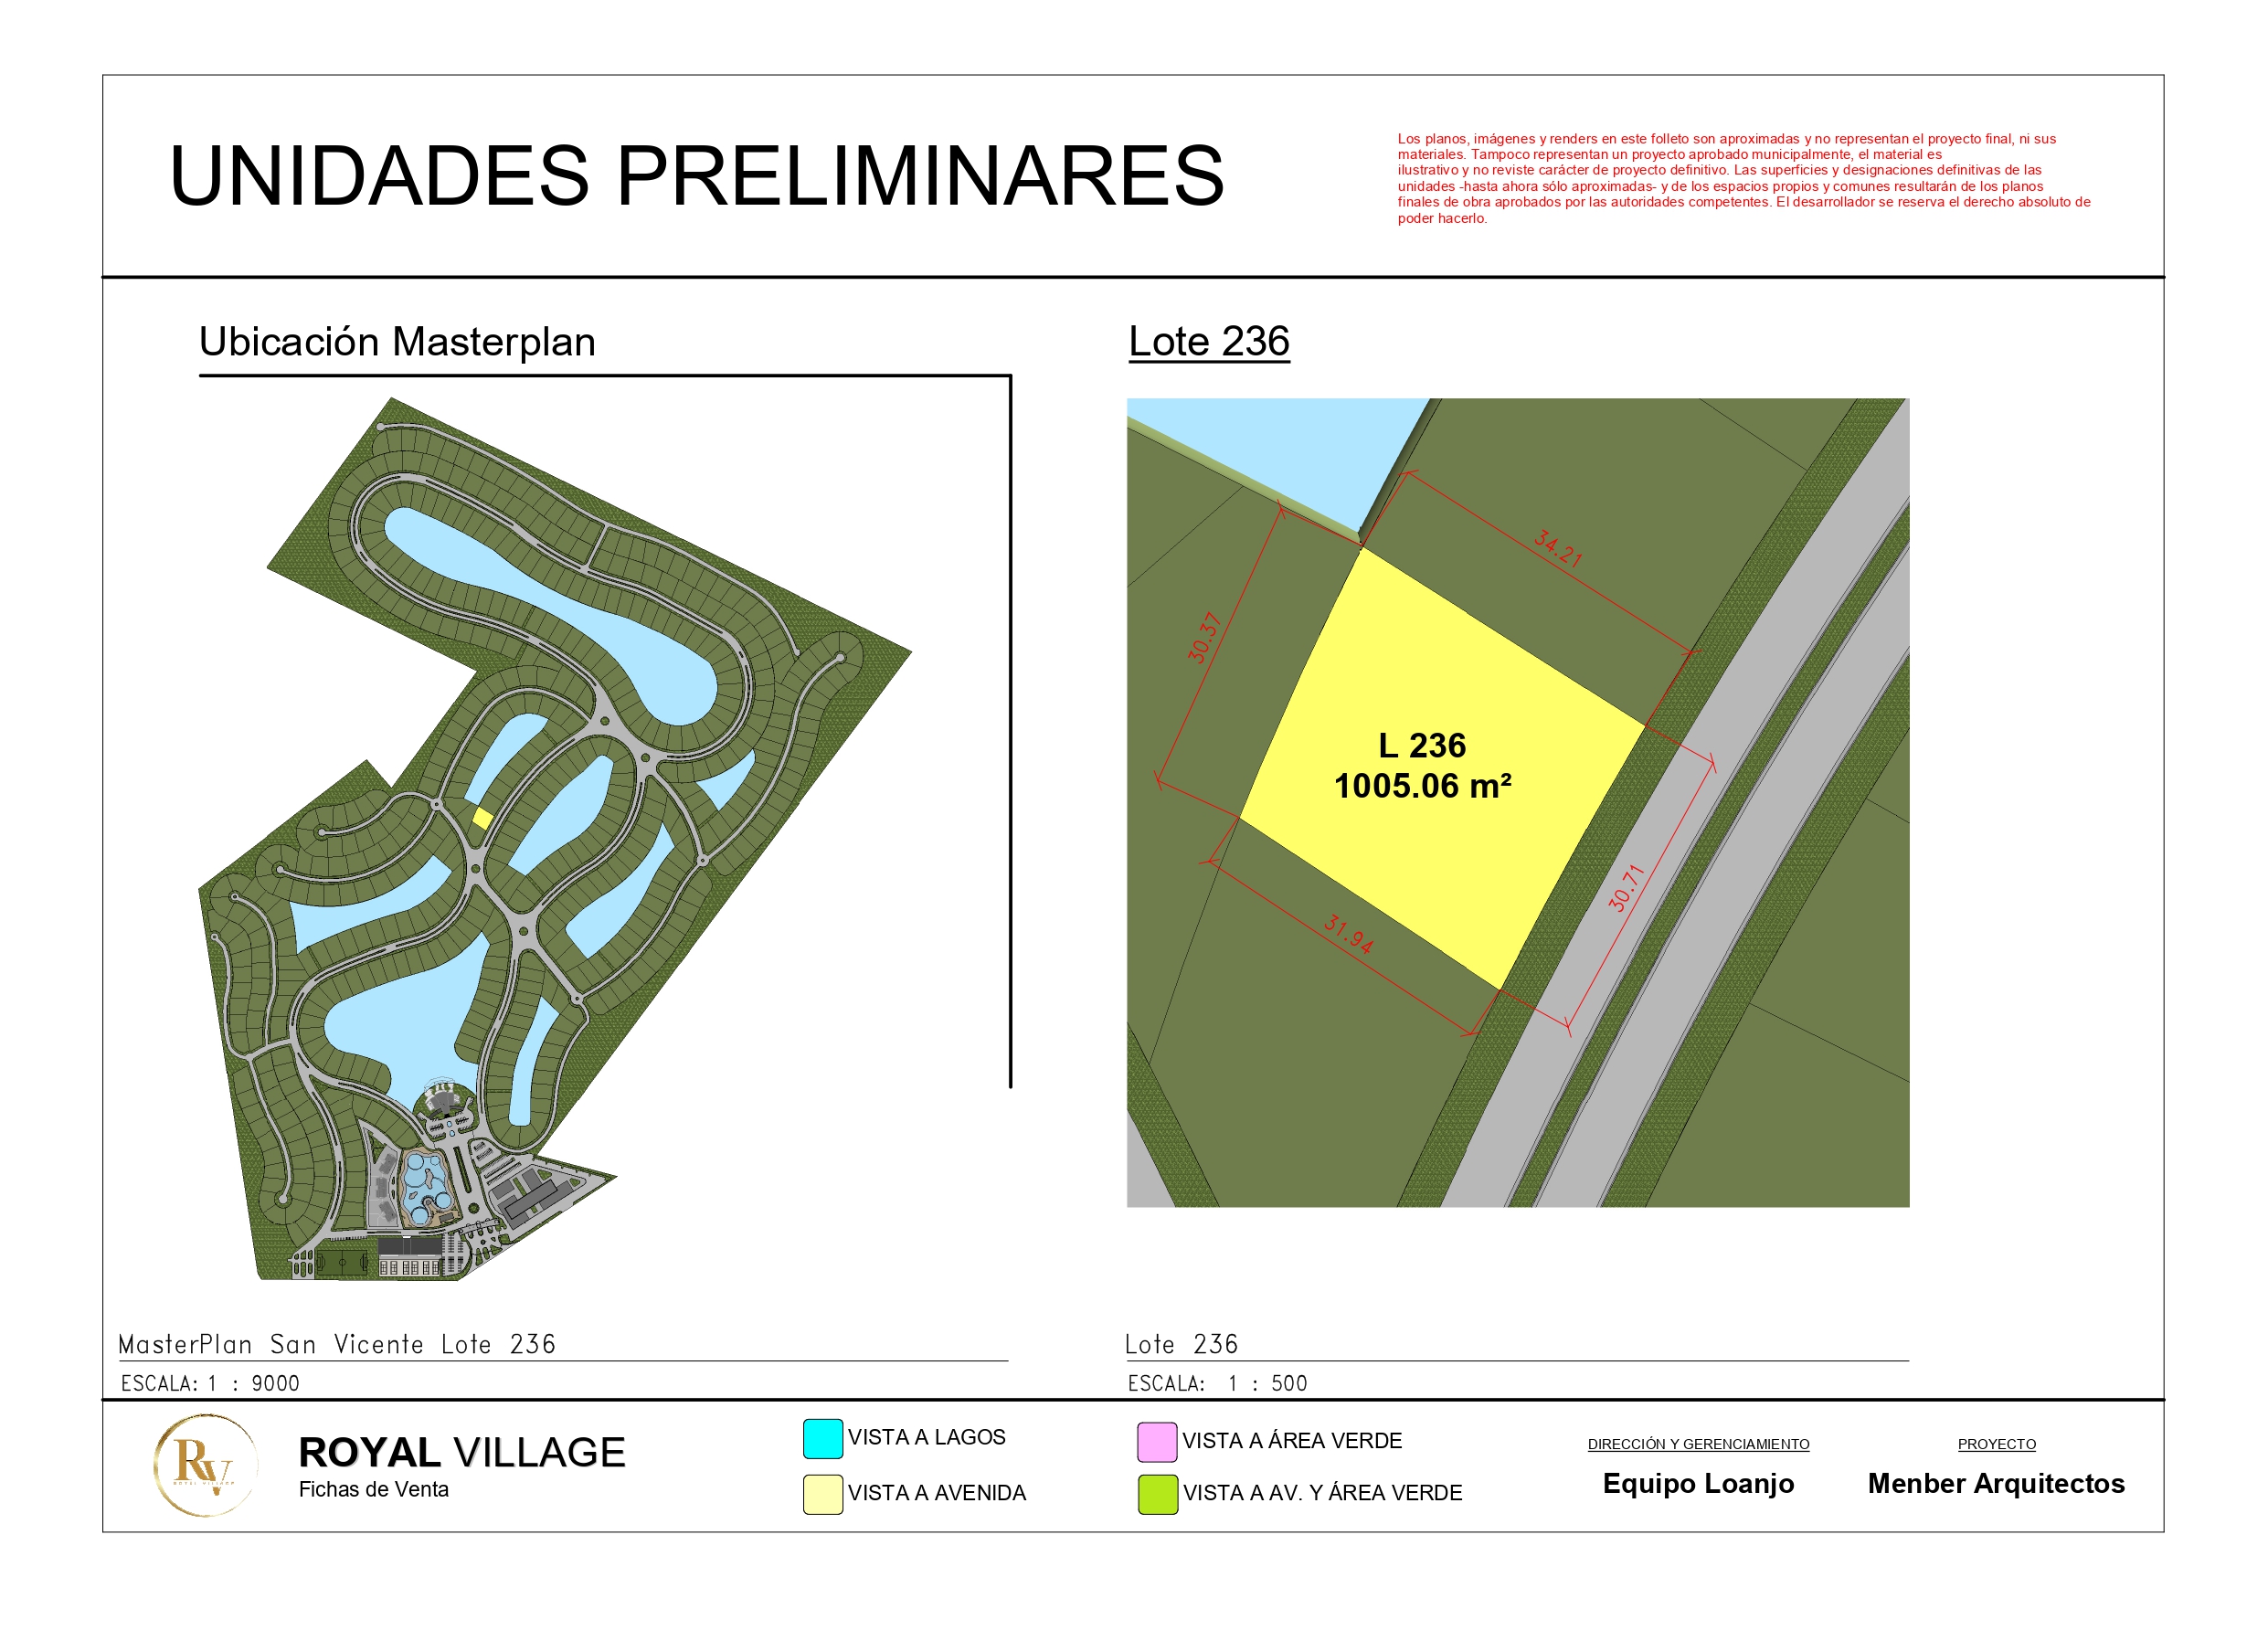 UNIDADES PRELIMINARES
Los planos, imágenes y renders en este folleto son aproximadas y no representan el proyecto final, ni sus
materiales. Tampoco representan un proyecto aprobado municipalmente, el material es
ilustrativo y no reviste carácter de proyecto definitivo. Las superficies y designaciones definitivas de las
unidades -hasta ahora sólo aproximadas- y de los espacios propios y comunes resultarán de los planos
finales de obra aprobados por las autoridades competentes. El desarrollador se reserva el derecho absoluto de
poder hacerlo.
Ubicación Masterplan
Lote 236
34.21
30.37
L 236
1005.06 m²
30.71
31.94
MasterPlan San Vicente Lote 236
ESCALA: 1 : 9000
Lote 236
ESCALA: 1 : 500
RV
ROYAL VILLAGE
ROYAL VILLAGE
Fichas de Venta
VISTA A LAGOS
VISTA A AVENIDA
VISTA A ÁREA VERDE
VISTA A AV. Y ÁREA VERDE
DIRECCIÓN Y GERENCIAMIENTO
Equipo Loanjo
PROYECTO
Menber Arquitectos